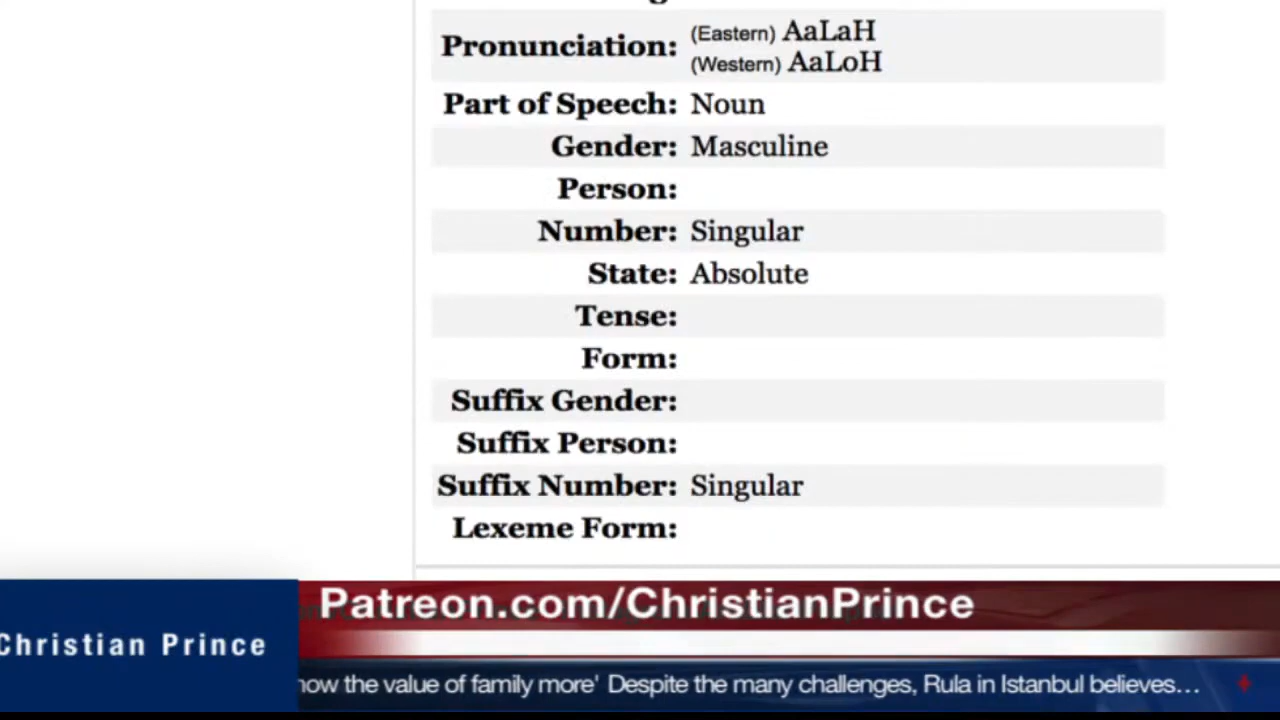 Pronunciation: (Eastern) AaLaH
(Western) AaLoH
Part of Speech: Noun
Gender: Masculine
Person:
Number: Singular
State: Absolute
Tense:
Form:
Suffix Gender:
Suffix Person:
Suffix Number: Singular
Lexeme Form:
Patreon.com/ChristianPrince
Christian Prince
now the value of family more' Despite the many challenges, Rula in Istanbul believes...